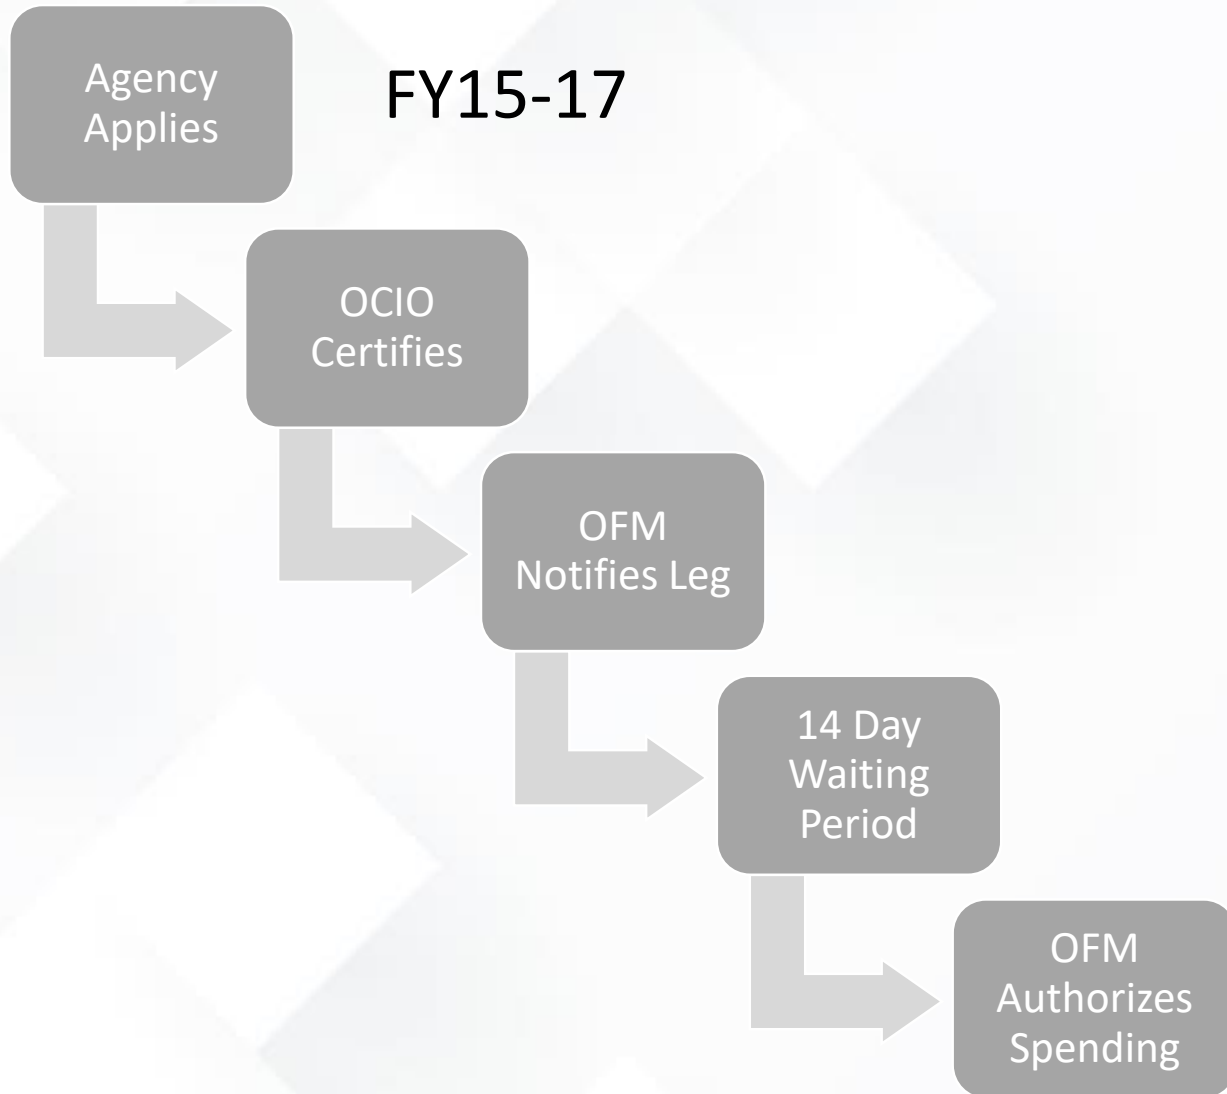 Agency
Applies
FY15-17
OCIO
Certifies
OFM
Notifies Leg
14 Day
Waiting
Period
OFM
Authorizes
Spending